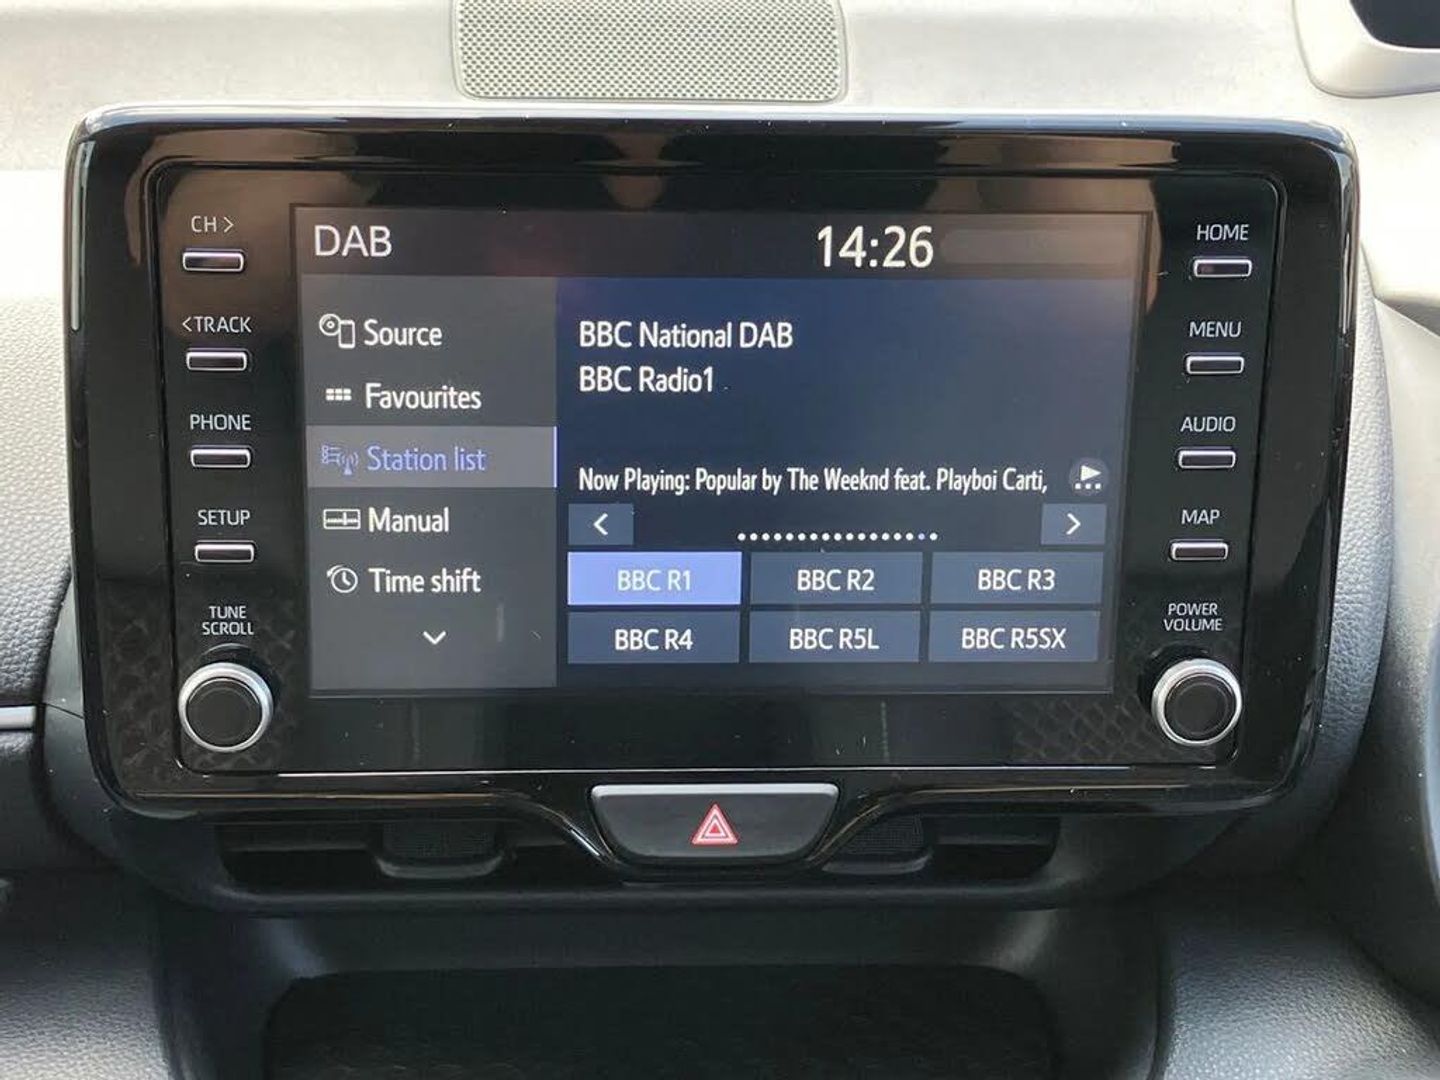 CH >
<TRACK
PHONE
SETUP
TUNE
SCROLL
DAB
14:26
Source
Favourites
Station list
Manual
Time shift
BBC National DAB
BBC Radio1
Now Playing: Popular by The Weeknd feat. Playboi Carti,
BBC R1
BBC R2
BBC R3
BBC R4
BBC R5L
BBC R5SX
HOME
MENU
AUDIO
MAP
POWER
VOLUME